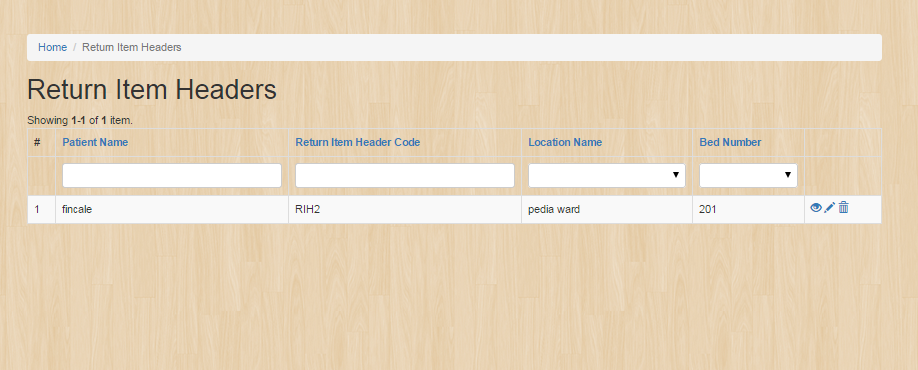 Home / Return Item Headers
Return Item Headers
Showing 1-1 of 1 item.
# Patient Name Return Item Header Code Location Name Bed Number
1 fincale RIH2 pedia ward 201